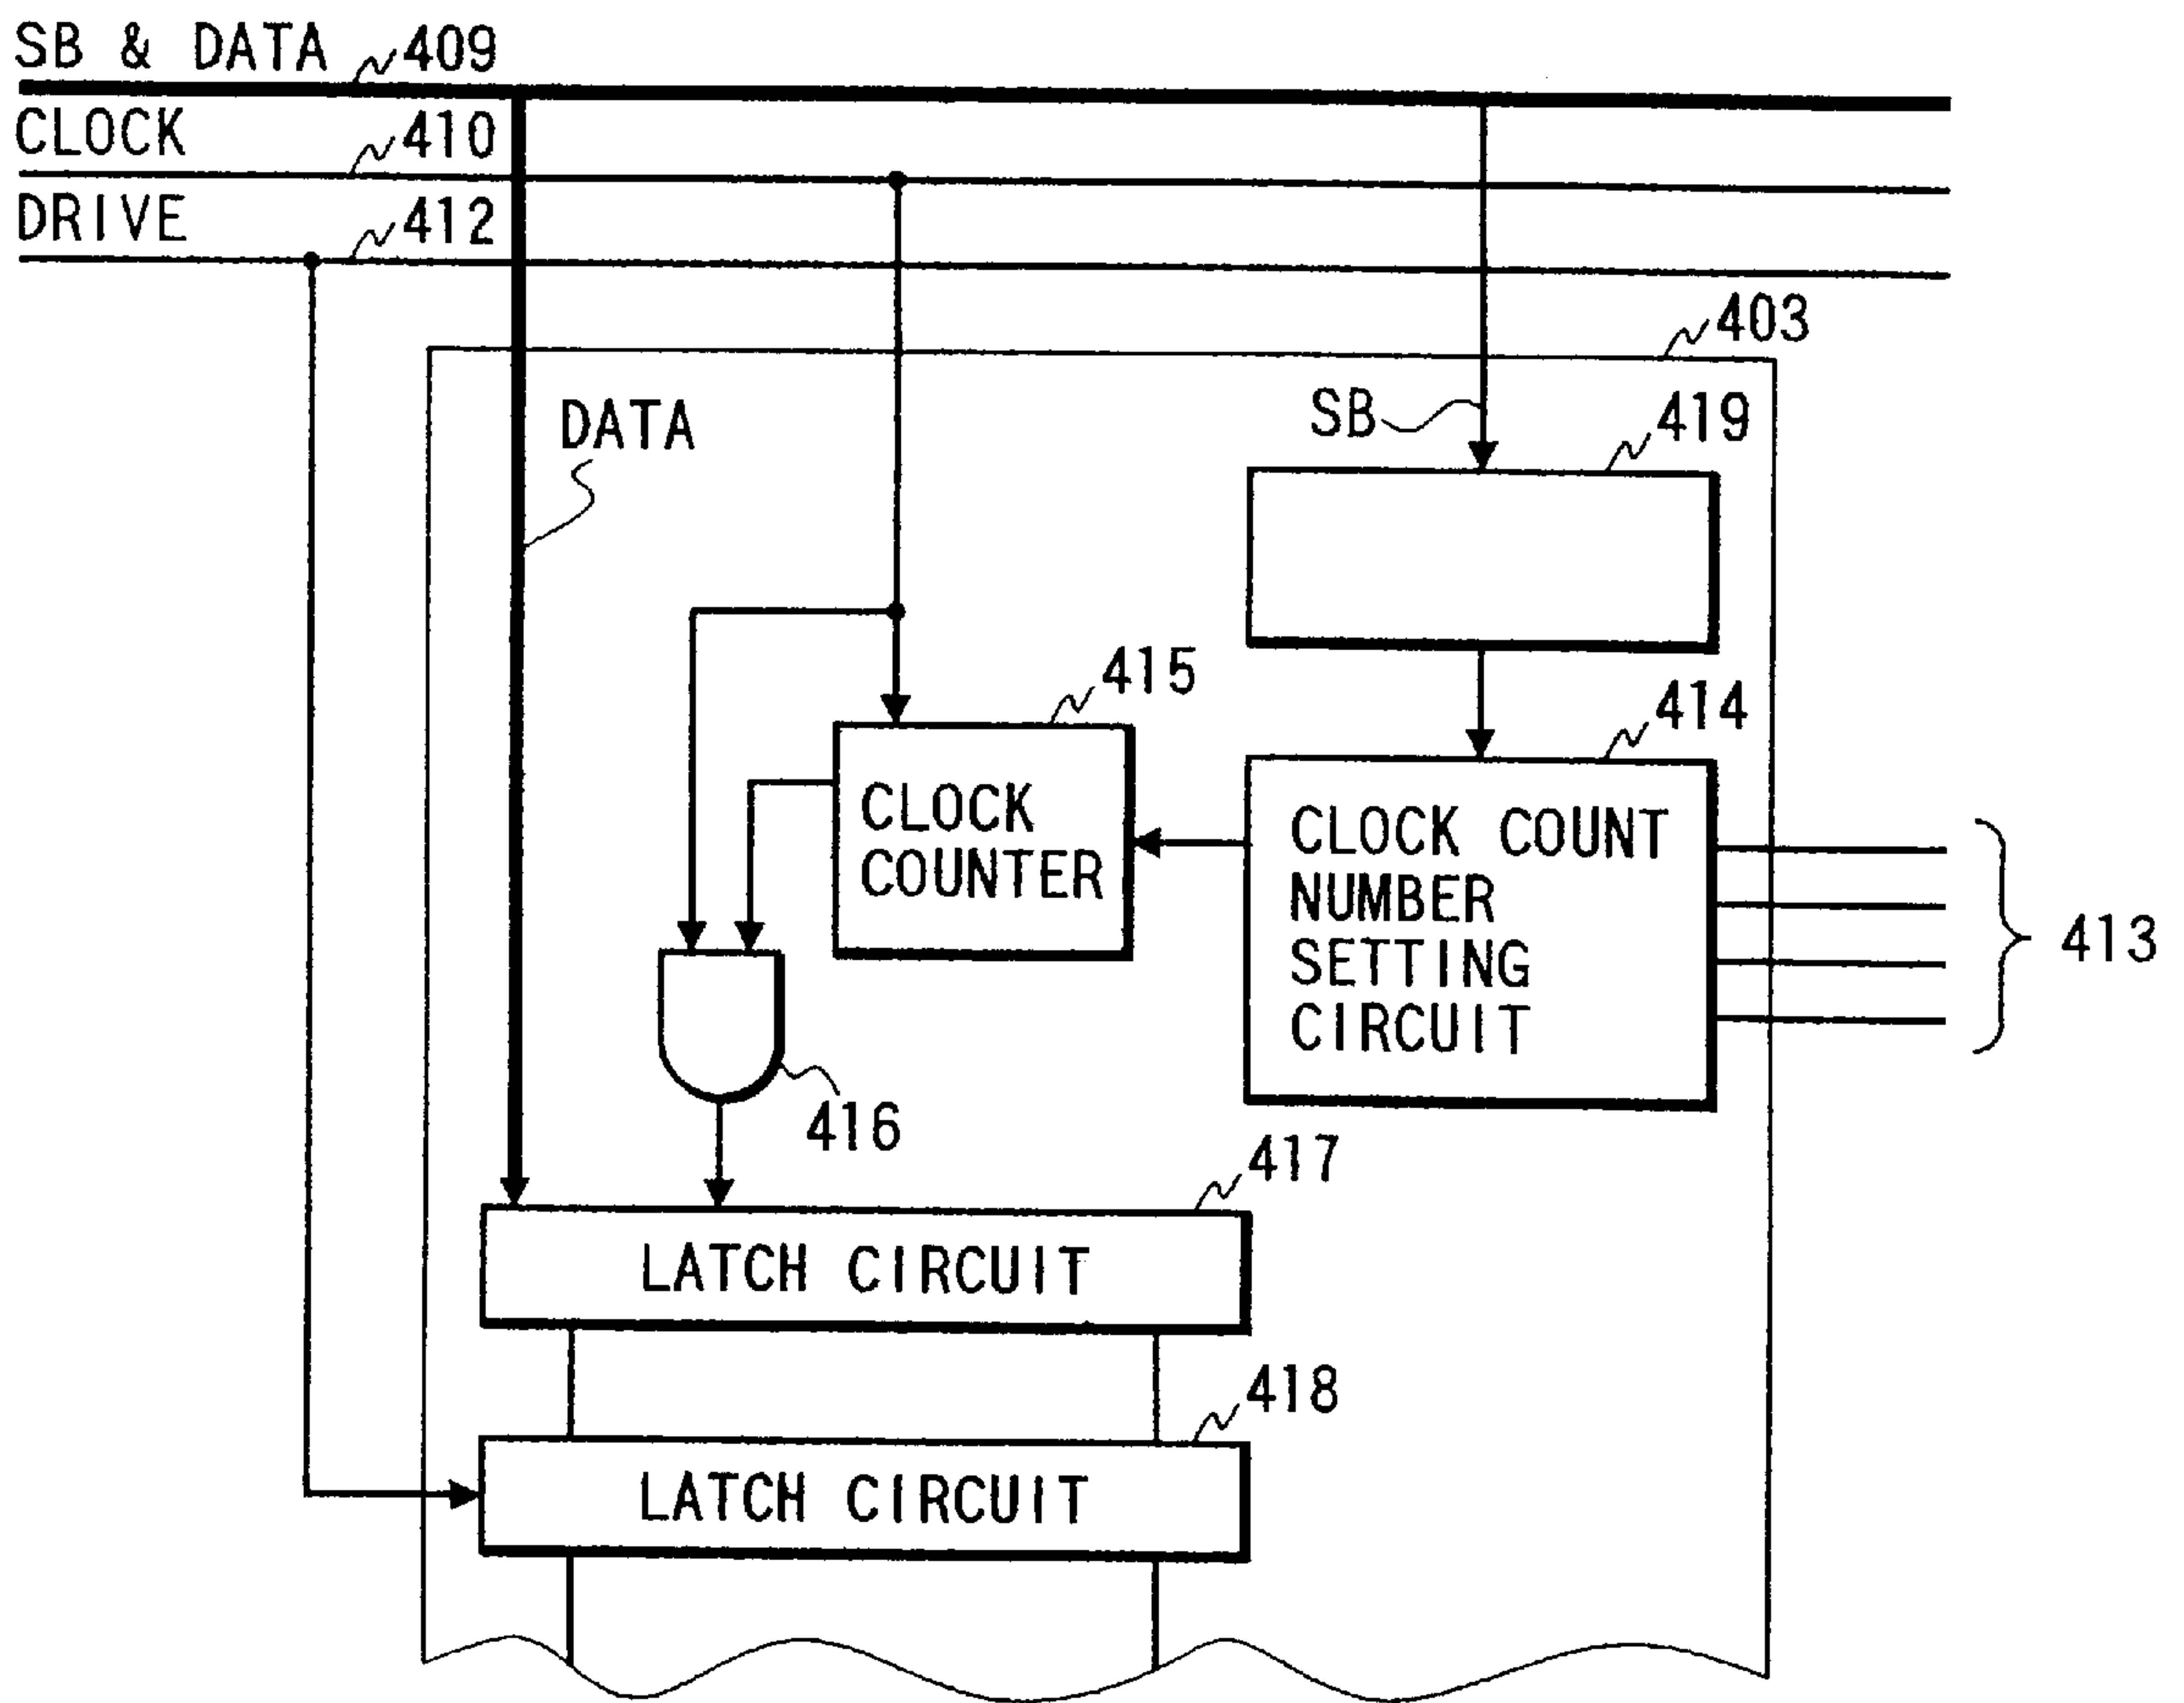 SB & DATA 409
CLOCK 410
DRIVE 412
403
DATA
SB
419
415
414
CLOCK
COUNTER
CLOCK COUNT
NUMBER
SETTING
CIRCUIT
413
416
417
LATCH CIRCUIT
418
LATCH CIRCUIT